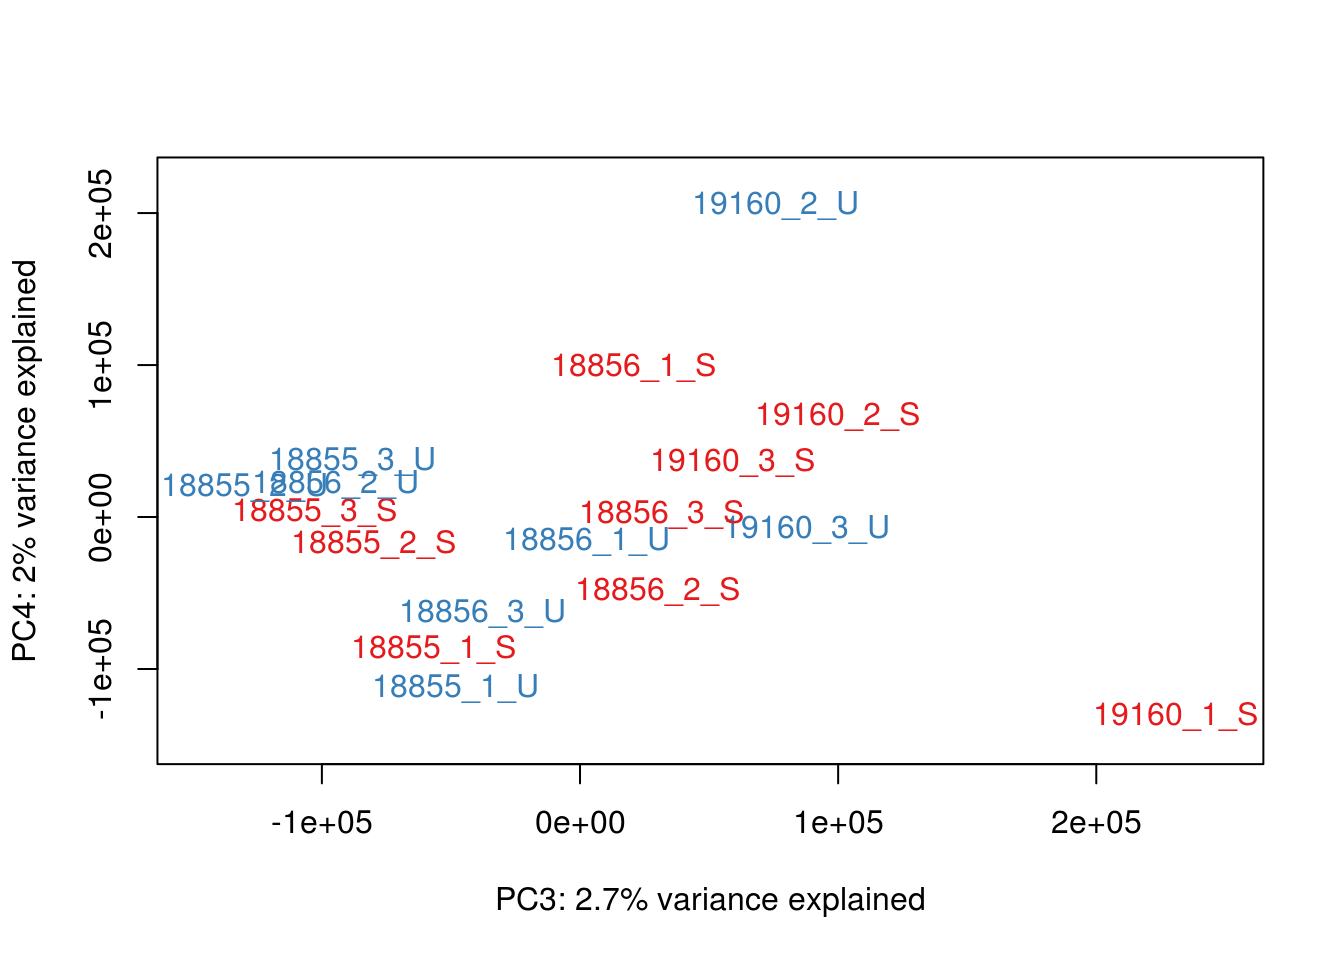 19160_2_U
18856_1_S
19160_2_S
18855_3_U
19160_3_S
18855_2_U
18856_2_U
18855_3_S
18856_3_S
19160_3_U
18855_2_S
18856_1_U
18856_2_S
18856_3_U
18855_1_S
18855_1_U
19160_1_S
2e+05
1e+05
0e+00
-1e+05
PC4: 2% variance explained
-1e+05 0e+00 1e+05 2e+05
PC3: 2.7% variance explained